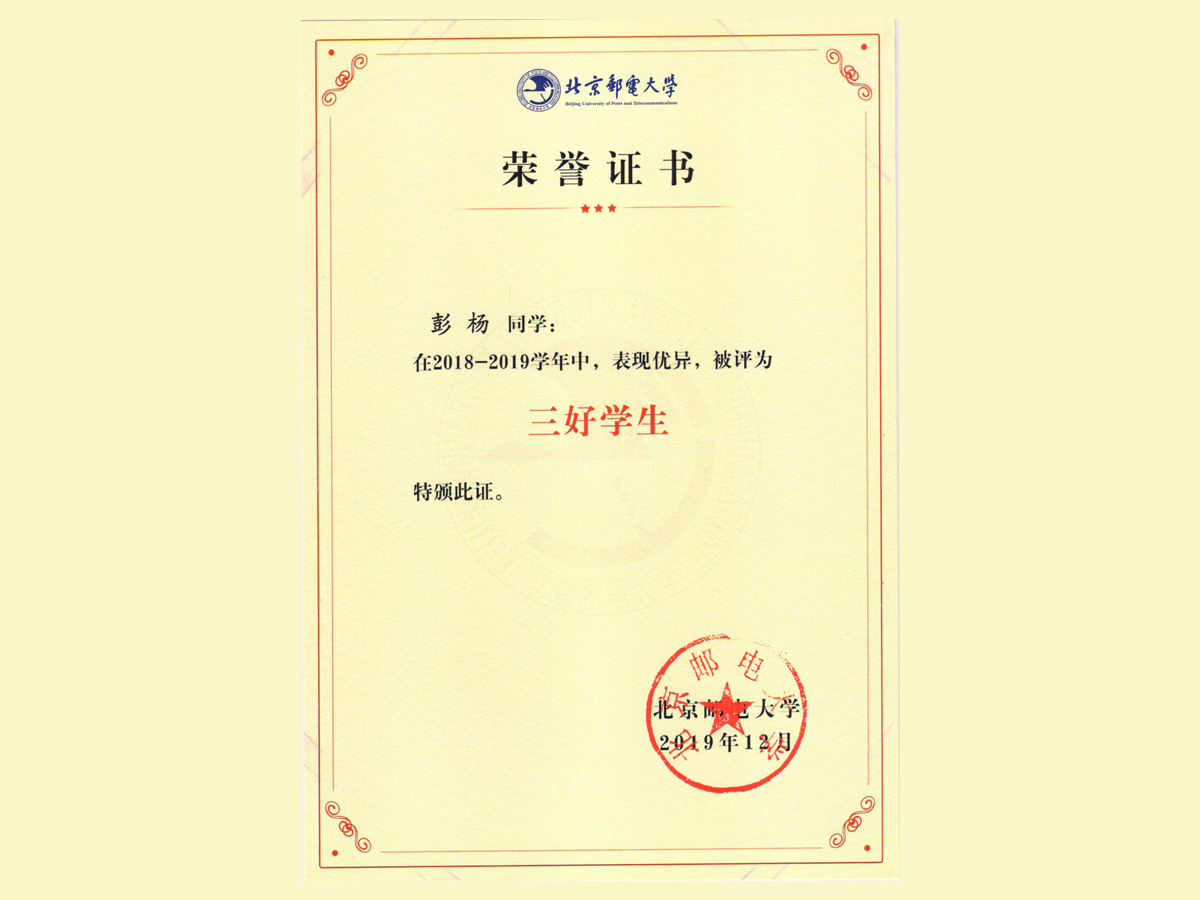 北京郵電大學
Beijing University of Posts and Telecommunications
荣誉证书
彭 杨 同学：
在2018-2019学年中，表现优异，被评为
三好学生
特颁此证。
北京邮电大学
北京邮电大学
2019年12月